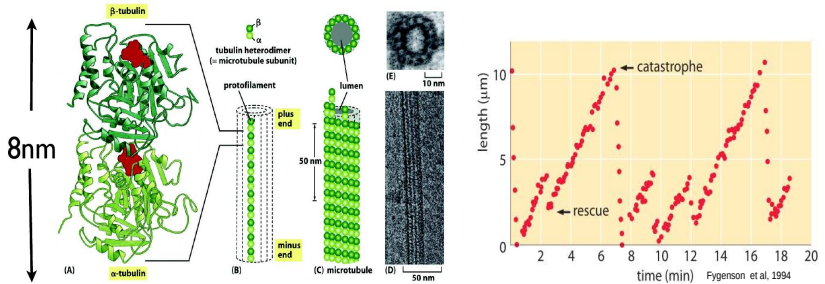 β-tubulin
8nm
(A)
α-tubulin
β
α
tubulin heterodimer
(= microtubule subunit)
protofilament
plus
end
minus
end
(B)
lumen
50 nm
(C) microtubule
(E)
10 nm
(D)
50 nm
length (μm)
10
5
0
catastrophe
rescue
2 4 6 8 10 12 14 16 18 20
time (min)
Fygenson et al, 1994